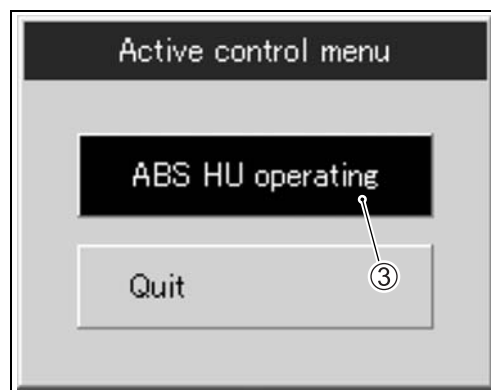 Active control menu
ABS HU operating
③
Quit